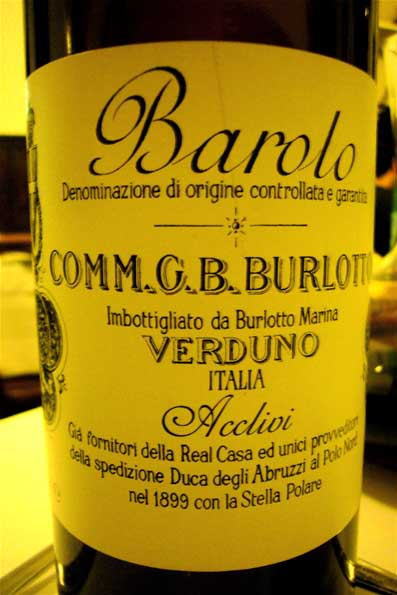 Barolo
Denominazione di origine controllata e garantita
COMM. G. B. BURLOTTO
Imbottigliato da Burlotto Marina
VERDUNO
ITALIA
Acclivi
Già fornitori della Real Casa ed unici provveditori
della spedizione Duca degli Abruzzi al Polo Nord
nel 1899 con la Stella Polare